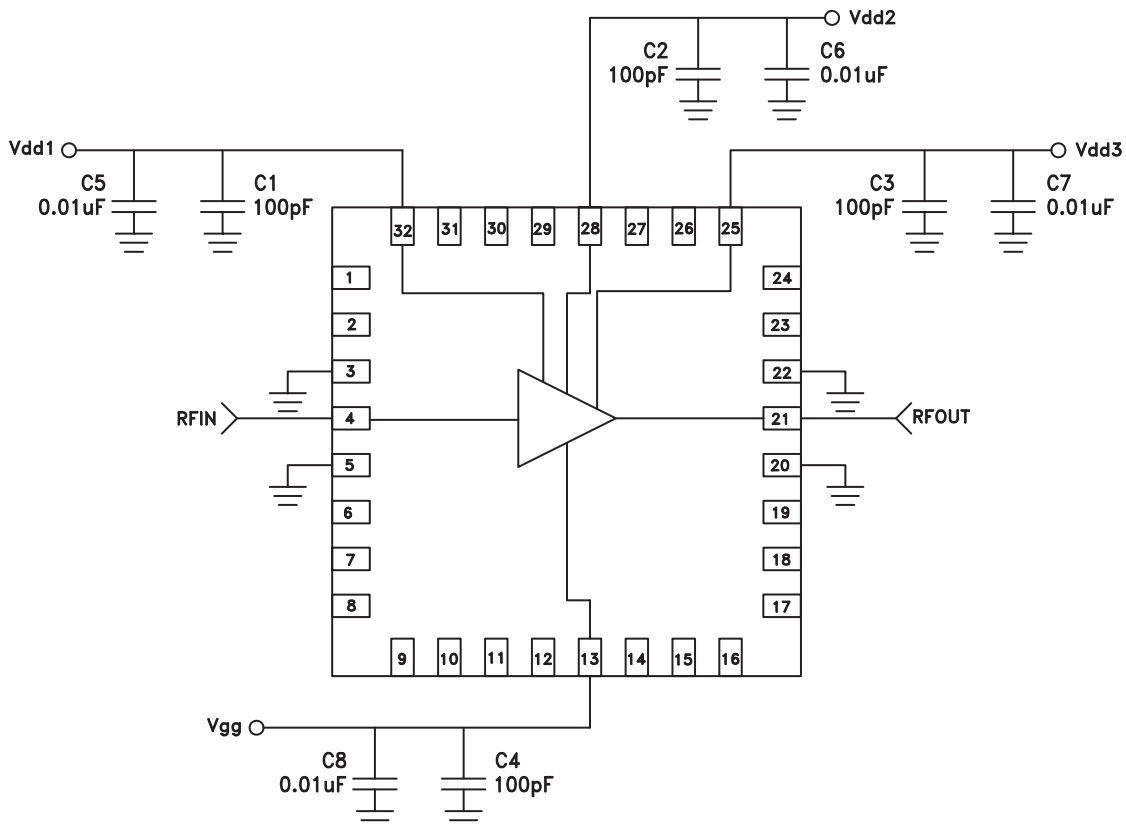 Vdd2
C2
100pF
C6
0.01uF
Vdd1
Vdd3
C5
0.01uF
C1
100pF
C3
100pF
C7
0.01uF
32 31 30 29 28 27 26 25
1 24
2 23
3 22
RFIN 4 21 RFOUT
5 20
6 19
7 18
8 17
9 10 11 12 13 14 15 16
Vgg
C8
0.01uF
C4
100pF